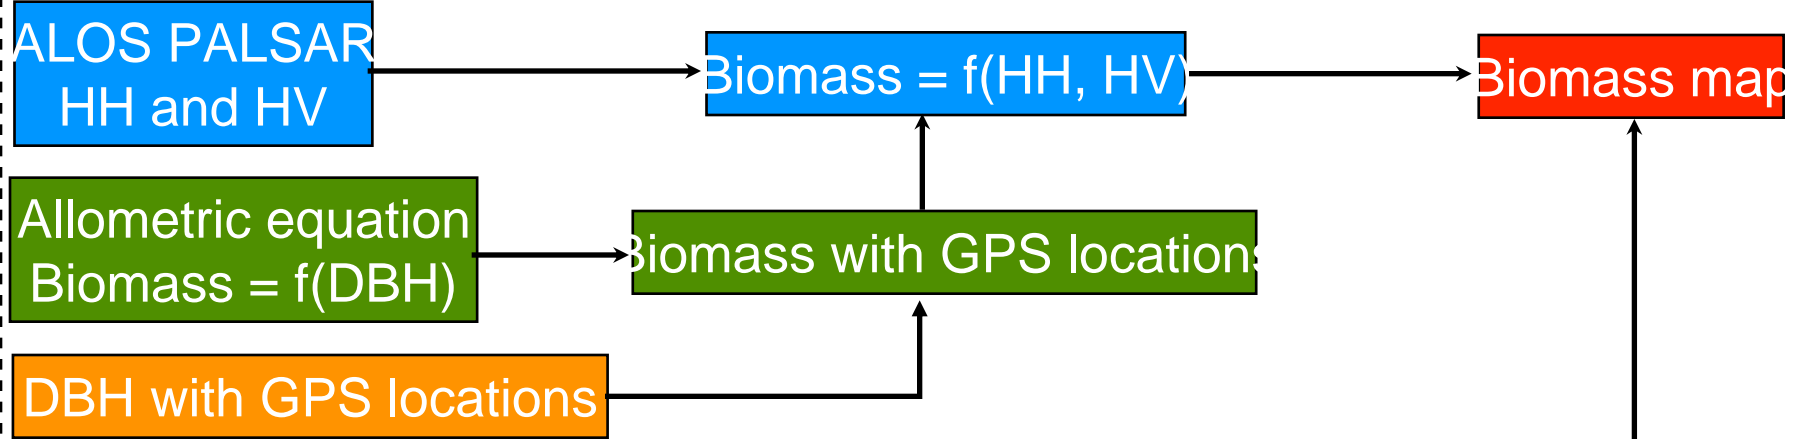 ALOS PALSAR
HH and HV
Biomass = f(HH, HV)
Biomass map
Allometric equation
Biomass = f(DBH)
Biomass with GPS locations
DBH with GPS locations